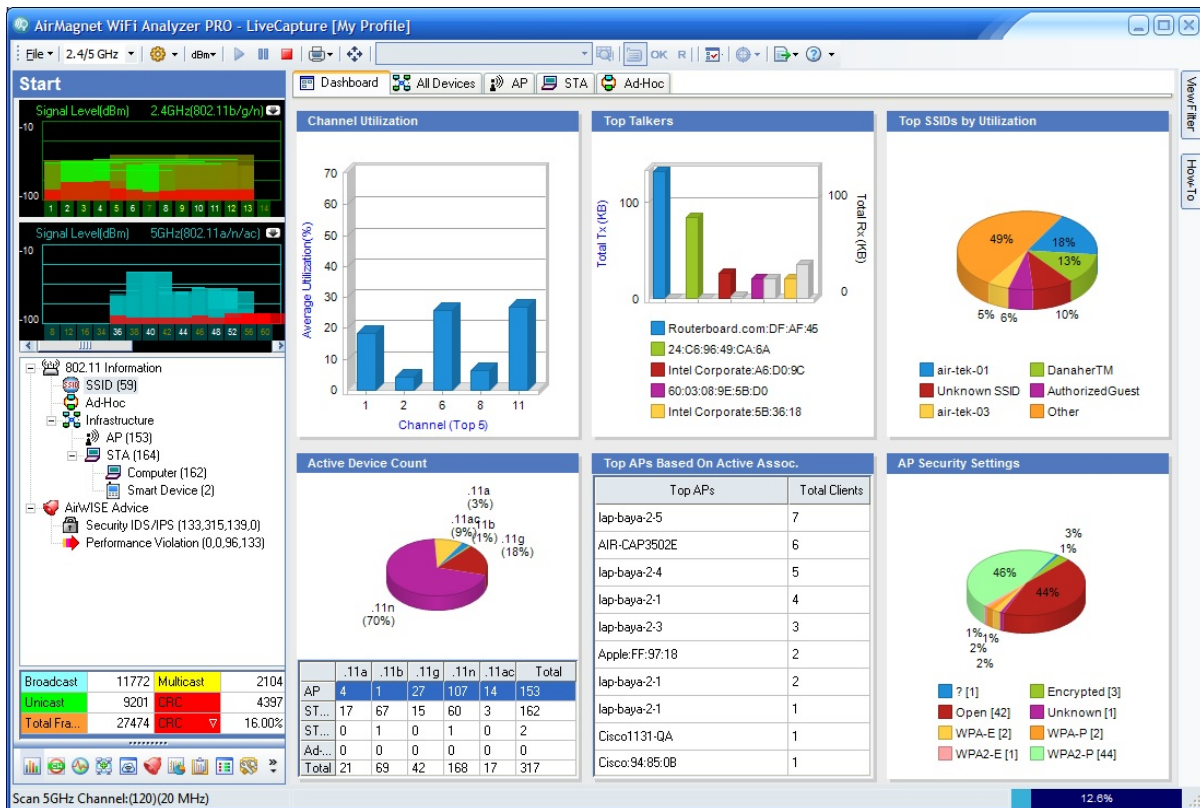 AirMagnet WiFi Analyzer PRO - LiveCapture [My Profile]
File 2.4/5 GHz dBm OK R
Start
Signal Level(dBm) 2.4GHz(802.11b/g/n)
-10
-100
1 2 3 4 5 6 7 8 9 10 11 12 13 14
Signal Level(dBm) 5GHz(802.11a/n/ac)
-10
-100
8 12 16 34 36 38 40 42 44 46 48 52 56 60
802.11 Information
SSID (59)
Ad-Hoc
Infrastructure
AP (153)
STA (164)
Computer (162)
Smart Device (2)
AirWISE Advice
Security IDS/IPS (133,315,139,0)
Performance Violation (0,0,96,133)
Broadcast 11772 Multicast 2104
Unicast 9201 CRC 4397
Total Fra... 27474 CRC 16.00%
Dashboard All Devices AP STA Ad-Hoc
View Filter
How-To
Channel Utilization
Average Utilization(%)
70
60
50
40
30
20
10
0
1 2 6 8 11
Channel (Top 5)
Top Talkers
Total Tx (KB)
100
0
100
0
Total Rx (KB)
Routerboard.com:DF:AF:45
24:C6:96:49:CA:6A
Intel Corporate:A6:D0:9C
60:03:08:9E:5B:D0
Intel Corporate:5B:36:18
Top SSIDs by Utilization
49% 18%
13%
5% 6% 10%
air-tek-01 DanaherTM
Unknown SSID AuthorizedGuest
air-tek-03 Other
Active Device Count
.11a
(3%)
.11ac
(9%)
.11b
(1%)
.11g
(18%)
.11n
(70%)
.11a .11b .11g .11n .11ac Total
AP 4 1 27 107 14 153
ST... 17 67 15 60 3 162
ST... 0 1 0 1 0 2
Ad-... 0 0 0 0 0 0
Total 21 69 42 168 17 317
Top APs Based On Active Assoc.
Top APs Total Clients
lap-baya-2-5 7
AIR-CAP3502E 6
lap-baya-2-4 5
lap-baya-2-1 4
lap-baya-2-3 3
Apple:FF:97:18 2
lap-baya-2-1 2
lap-baya-2-1 1
Cisco1131-QA 1
Cisco:94:85:0B 1
AP Security Settings
3%
1%
46%
44%
1% 1%
2%
2%
? [1] Encrypted [3]
Open [42] Unknown [1]
WPA-E [2] WPA-P [2]
WPA2-E [1] WPA2-P [44]
Scan 5GHz Channel:(120)(20 MHz)
12.6%